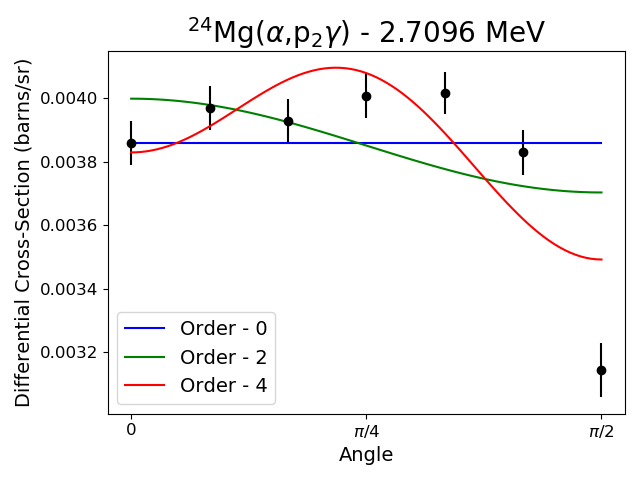 ²⁴Mg(α,p₂γ) - 2.7096 MeV
Differential Cross-Section (barns/sr)
0.0040
0.0038
0.0036
0.0034
0.0032
Order - 0
Order - 2
Order - 4
0
π/4
π/2
Angle